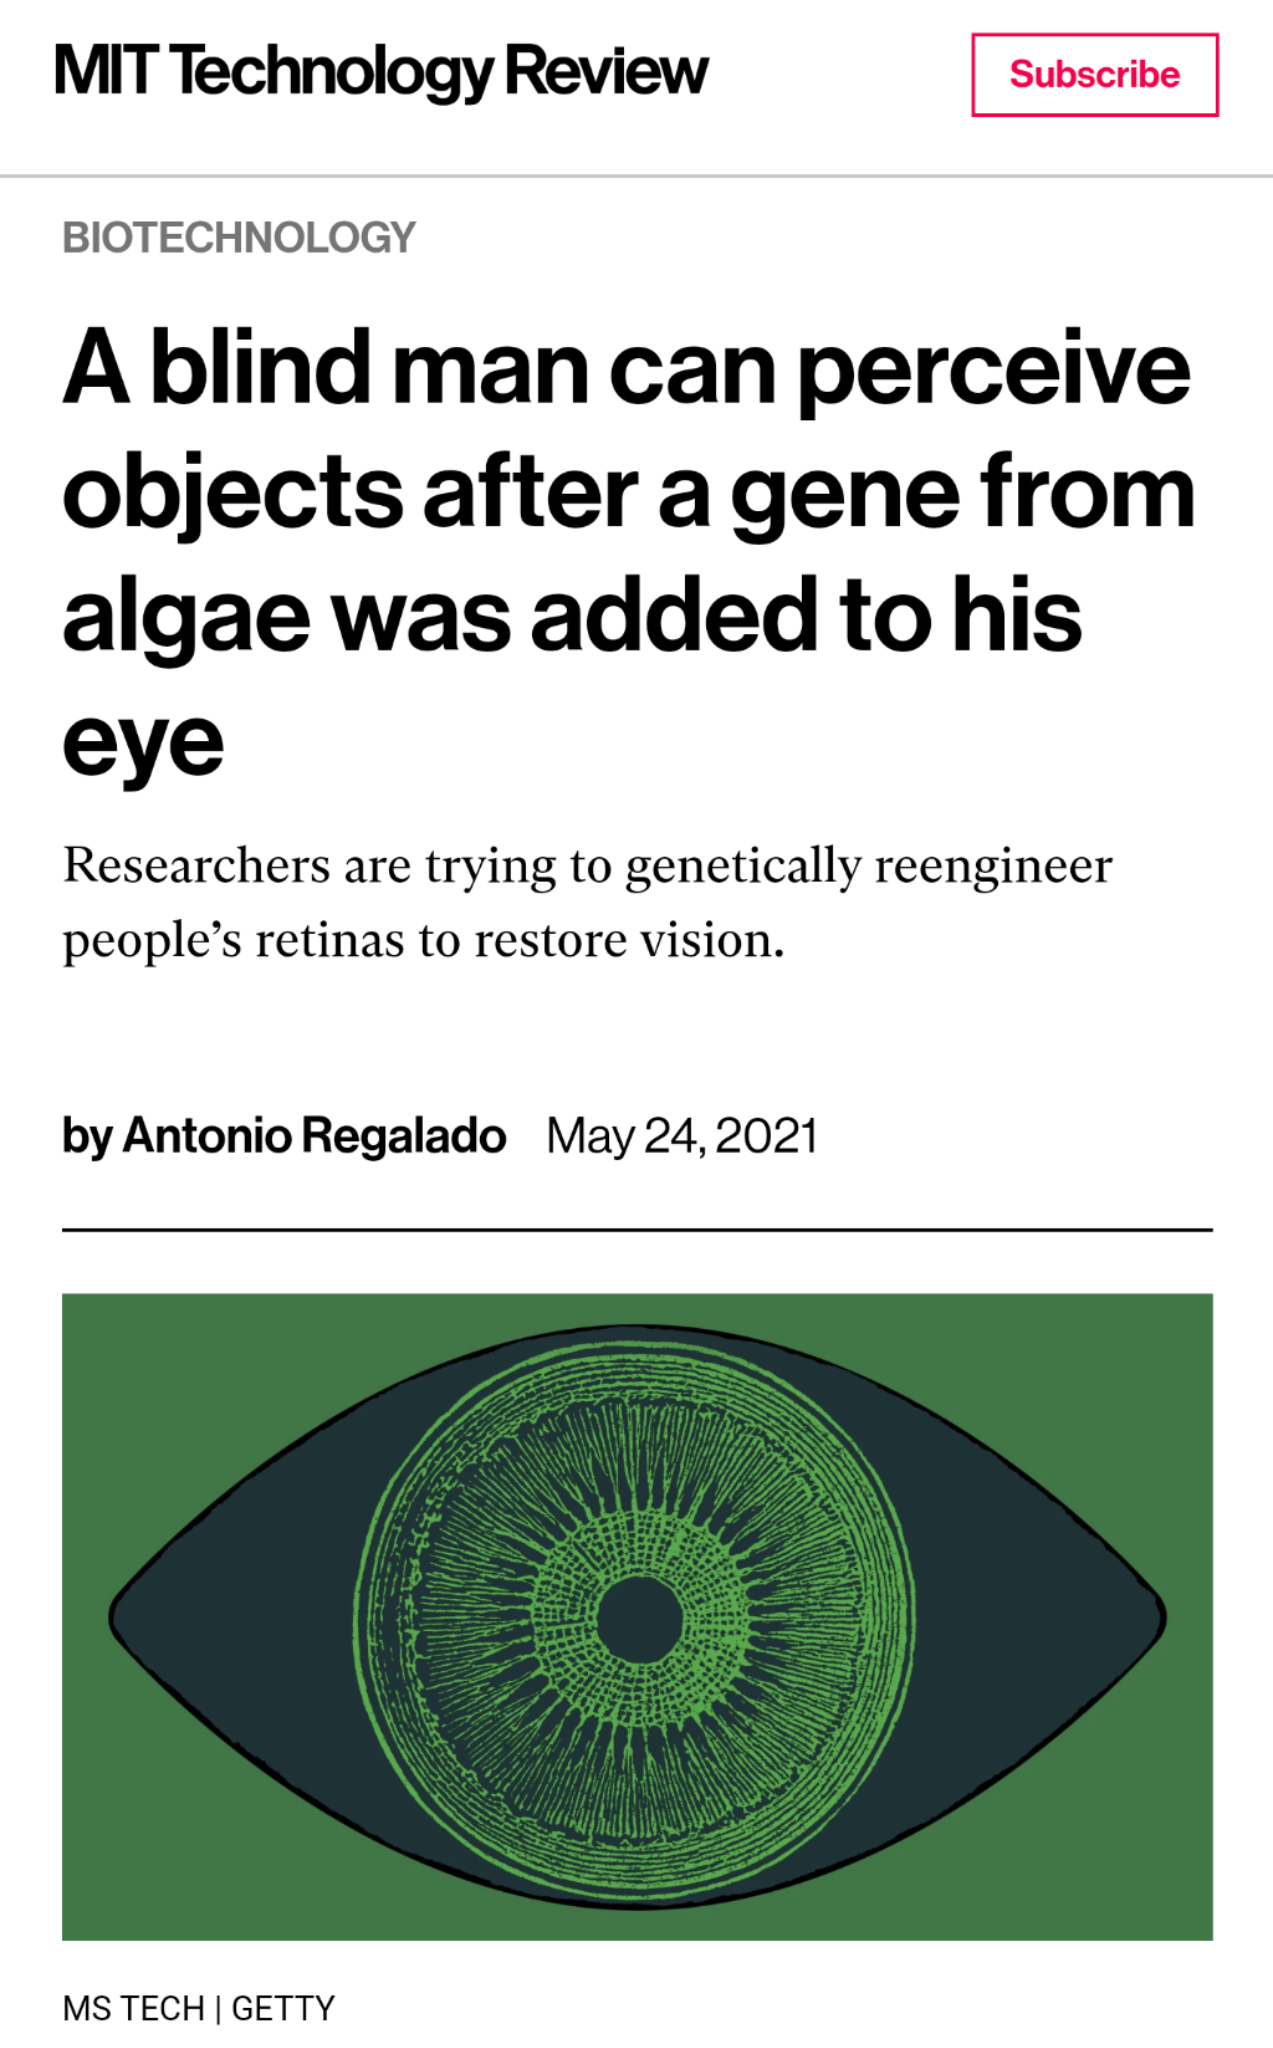 MIT Technology Review
Subscribe
BIOTECHNOLOGY
A blind man can perceive
objects after a gene from
algae was added to his
eye
Researchers are trying to genetically reengineer
people’s retinas to restore vision.
by Antonio Regalado May 24, 2021
MS TECH | GETTY